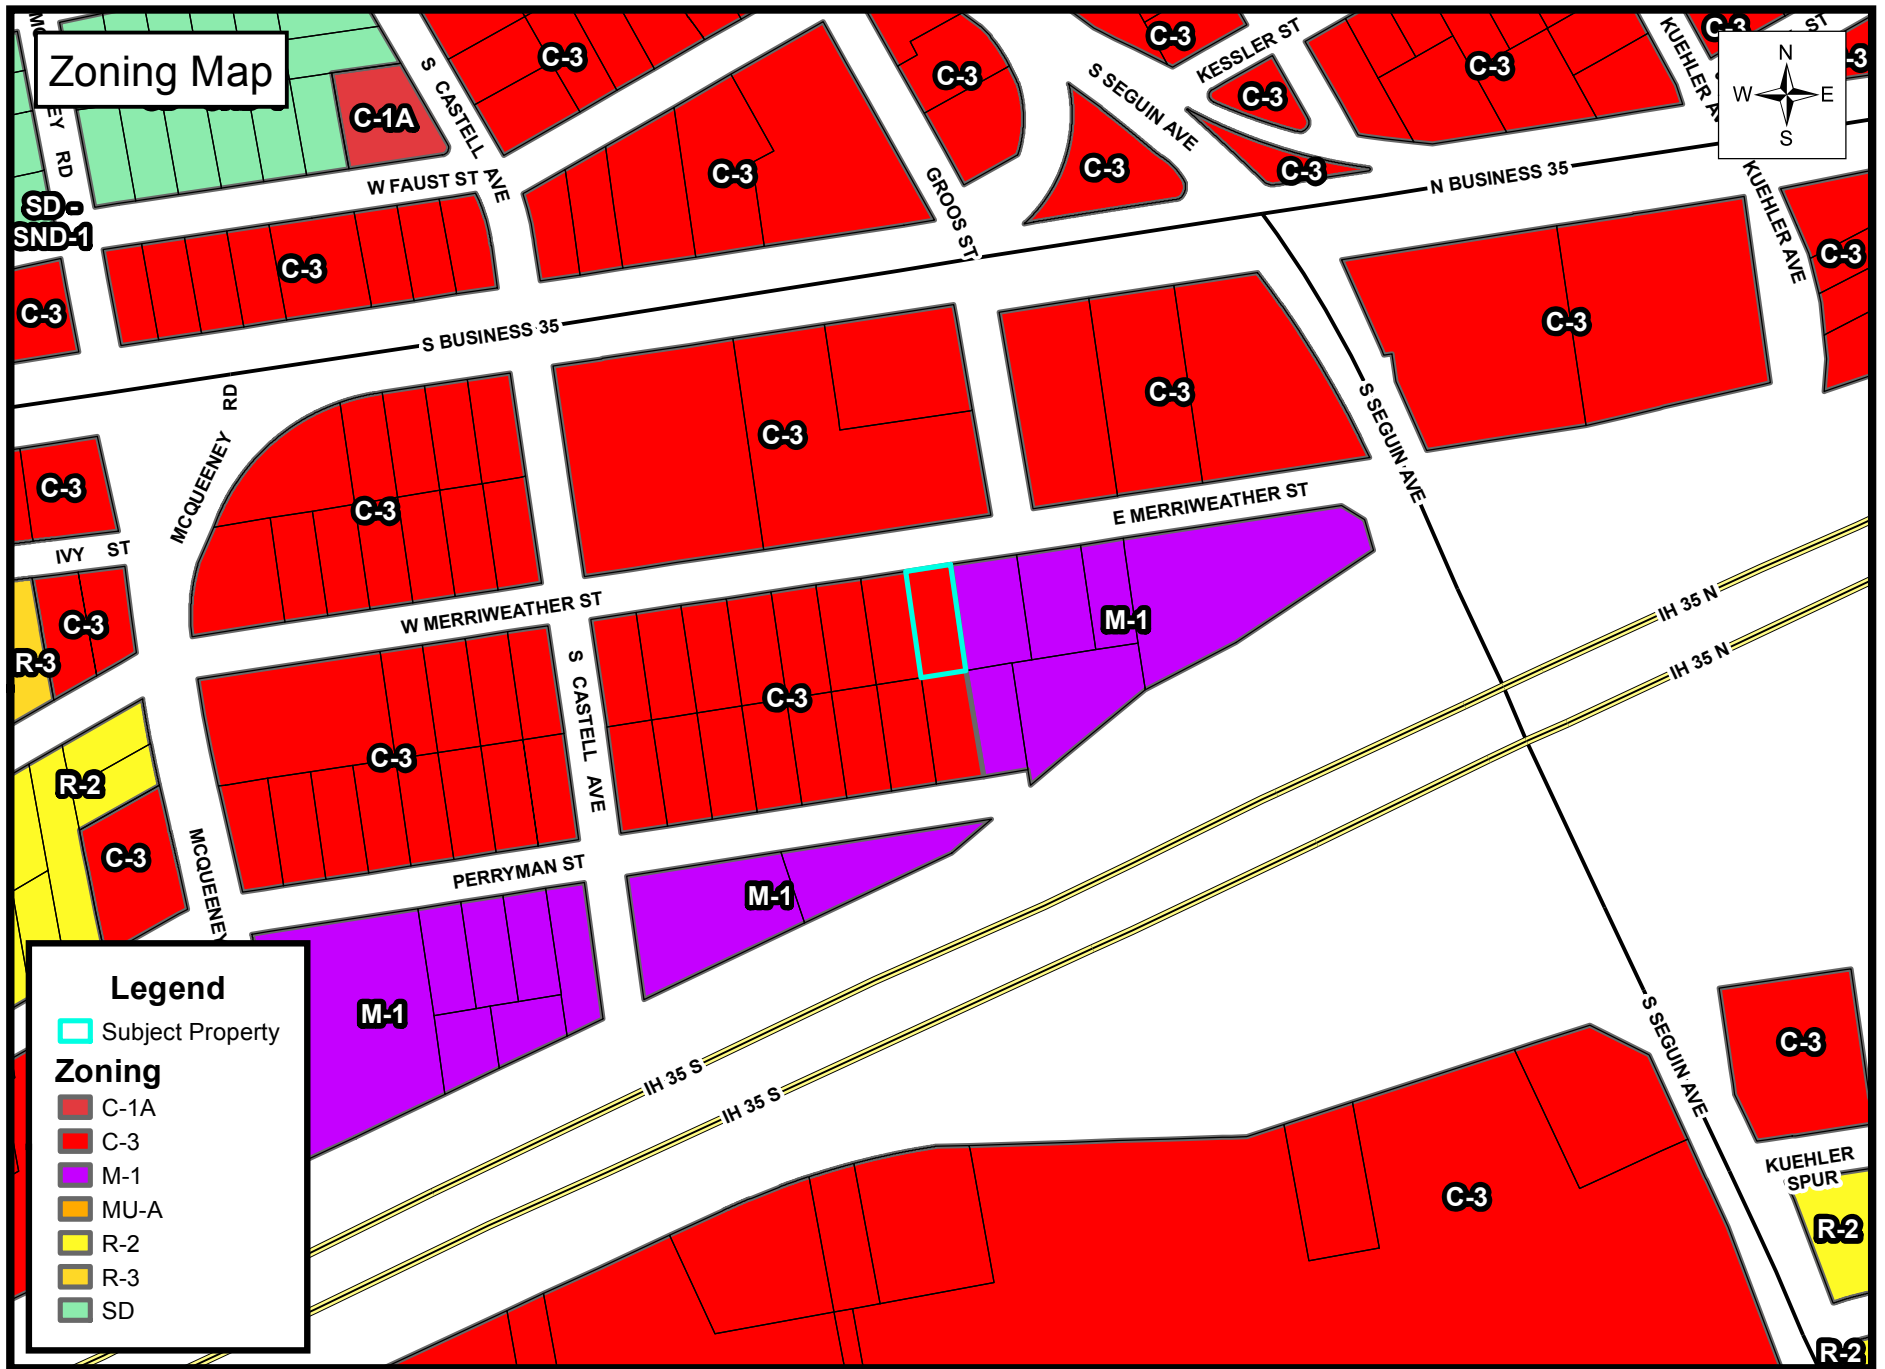 Zoning Map
C-3
C-3
C-3
KESSLER ST
C-3
KUEHLER AVE
C-3
ST
-3
N
W E
S
C-1A
S CASTELL AVE
S SEGUIN AVE
C-3
RD
W FAUST ST
C-3
C-3
C-3
N BUSINESS 35
SD -
SND-1
GROOS ST
KUEHLER AVE
C-3
C-3
C-3
C-3
S BUSINESS 35
MCQUEENEY RD
C-3
C-3
S SEGUIN AVE
C-3
C-3
E MERRIWEATHER ST
IVY ST
C-3
R-3
W MERRIWEATHER ST
M-1
IH 35 N
IH 35 N
S CASTELL AVE
C-3
C-3
R-2
C-3
MCQUEENEY
PERRYMAN ST
M-1
M-1
IH 35 S
IH 35 S
S SEGUIN AVE
C-3
KUEHLER
SPUR
C-3
R-2
R-2
Legend
Subject Property
Zoning
C-1A
C-3
M-1
MU-A
R-2
R-3
SD